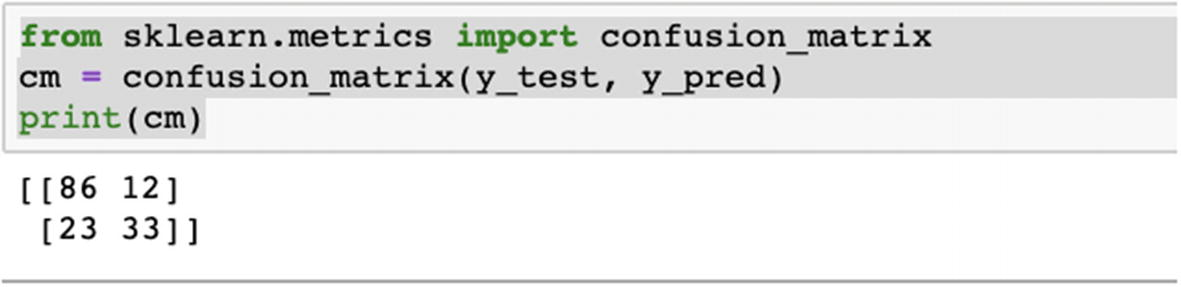 from sklearn.metrics import confusion_matrix
cm = confusion_matrix(y_test, y_pred)
print(cm)
[[86 12]
 [23 33]]